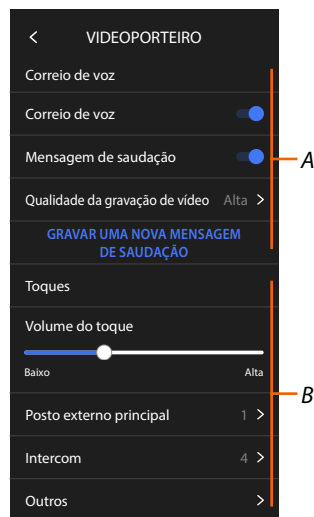 VIDEOPORTEIRO
Correio de voz
Correio de voz
Mensagem de saudação
A
Qualidade da gravação de vídeo Alta
GRAVAR UMA NOVA MENSAGEM
DE SAUDAÇÃO
Toques
Volume do toque
Baixo Alta
B
Posto externo principal 1
Intercom 4
Outros